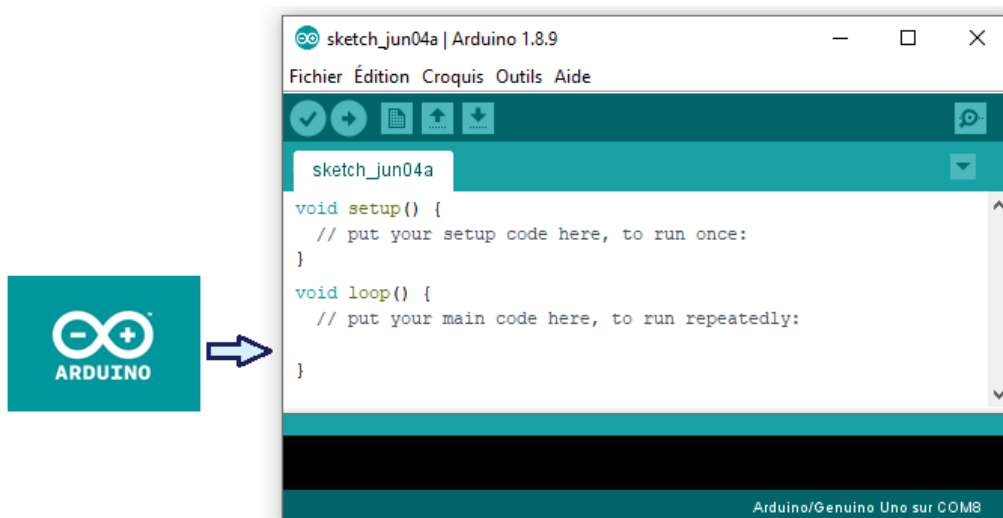 sketch_jun04a | Arduino 1.8.9
Fichier Édition Croquis Outils Aide
sketch_jun04a
void setup() {
// put your setup code here, to run once:
}
void loop() {
// put your main code here, to run repeatedly:
}
ARDUINO
Arduino/Genuino Uno sur COM8